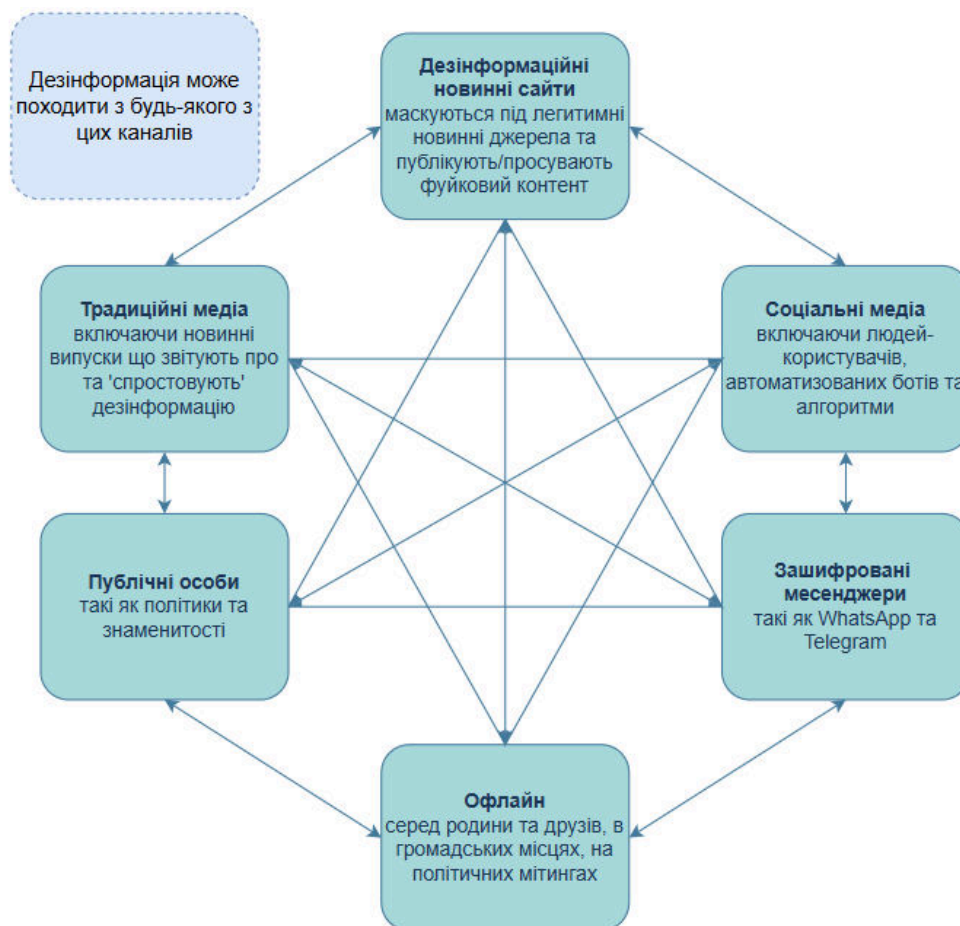 Дезінформація може
походити з будь-якого з
цих каналів
Дезінформаційні
новинні сайти
маскуються під легитимні
новинні джерела та
публікують/просувають
фуйковий контент
Традиційні медіа
включаючи новинні
випуски що звітують про
та 'спростовують'
дезінформацію
Соціальні медіа
включаючи людей-
користувачів,
автоматизованих ботів та
алгоритми
Публічні особи
такі як політики та
знаменитості
Зашифровані
месенджери
такі як WhatsApp та
Telegram
Офлайн
серед родини та друзів, в
громадських місцях, на
політичних мітингах